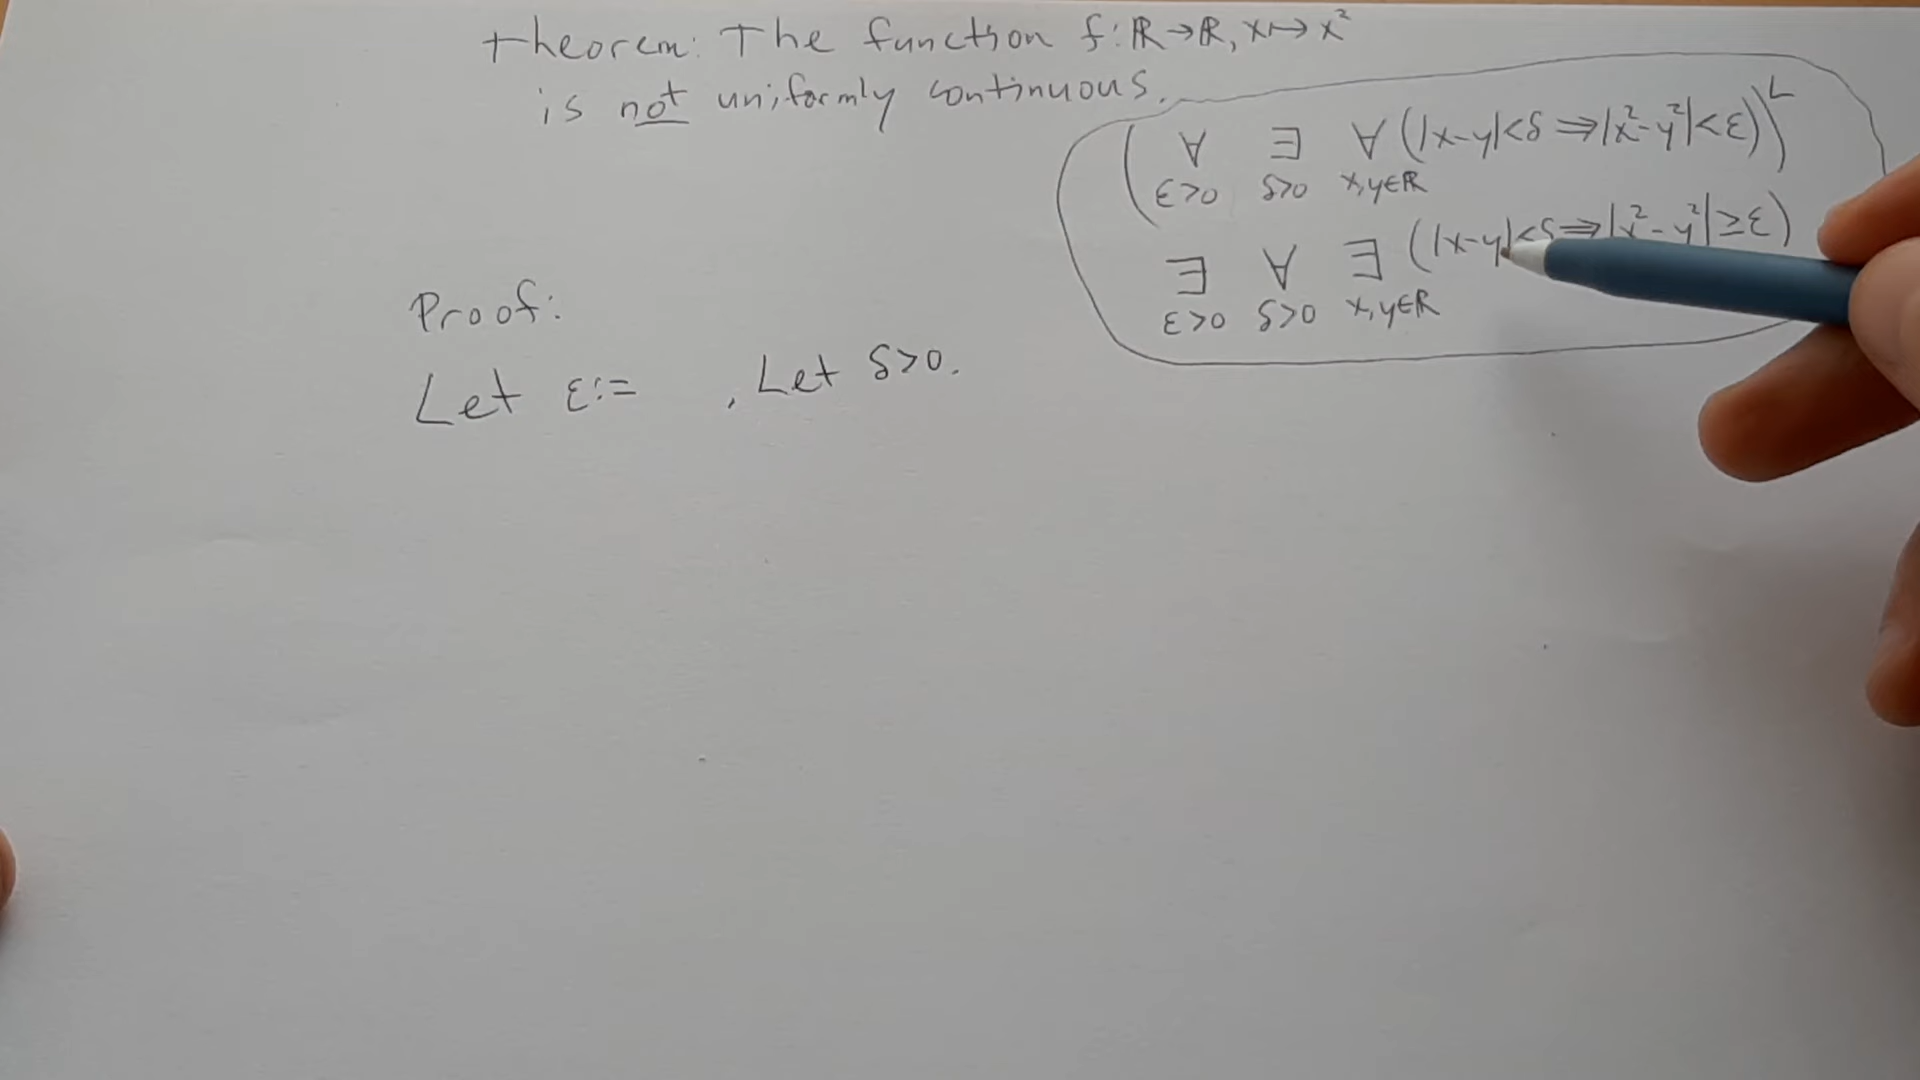 Theorem: The function f:ℝ→ℝ, x↦x²
is not uniformly continuous.
(∀ ∃ ∀ (|x-y|<δ ⇒ |x²-y²|<ε))ᒪ
ε>0 δ>0 x,y∈ℝ
∃ ∀ ∃ (|x-y|<δ ⇒ |x²-y²|≥ε)
ε>0 δ>0 x,y∈ℝ
Proof:
Let ε:= . Let δ>0.